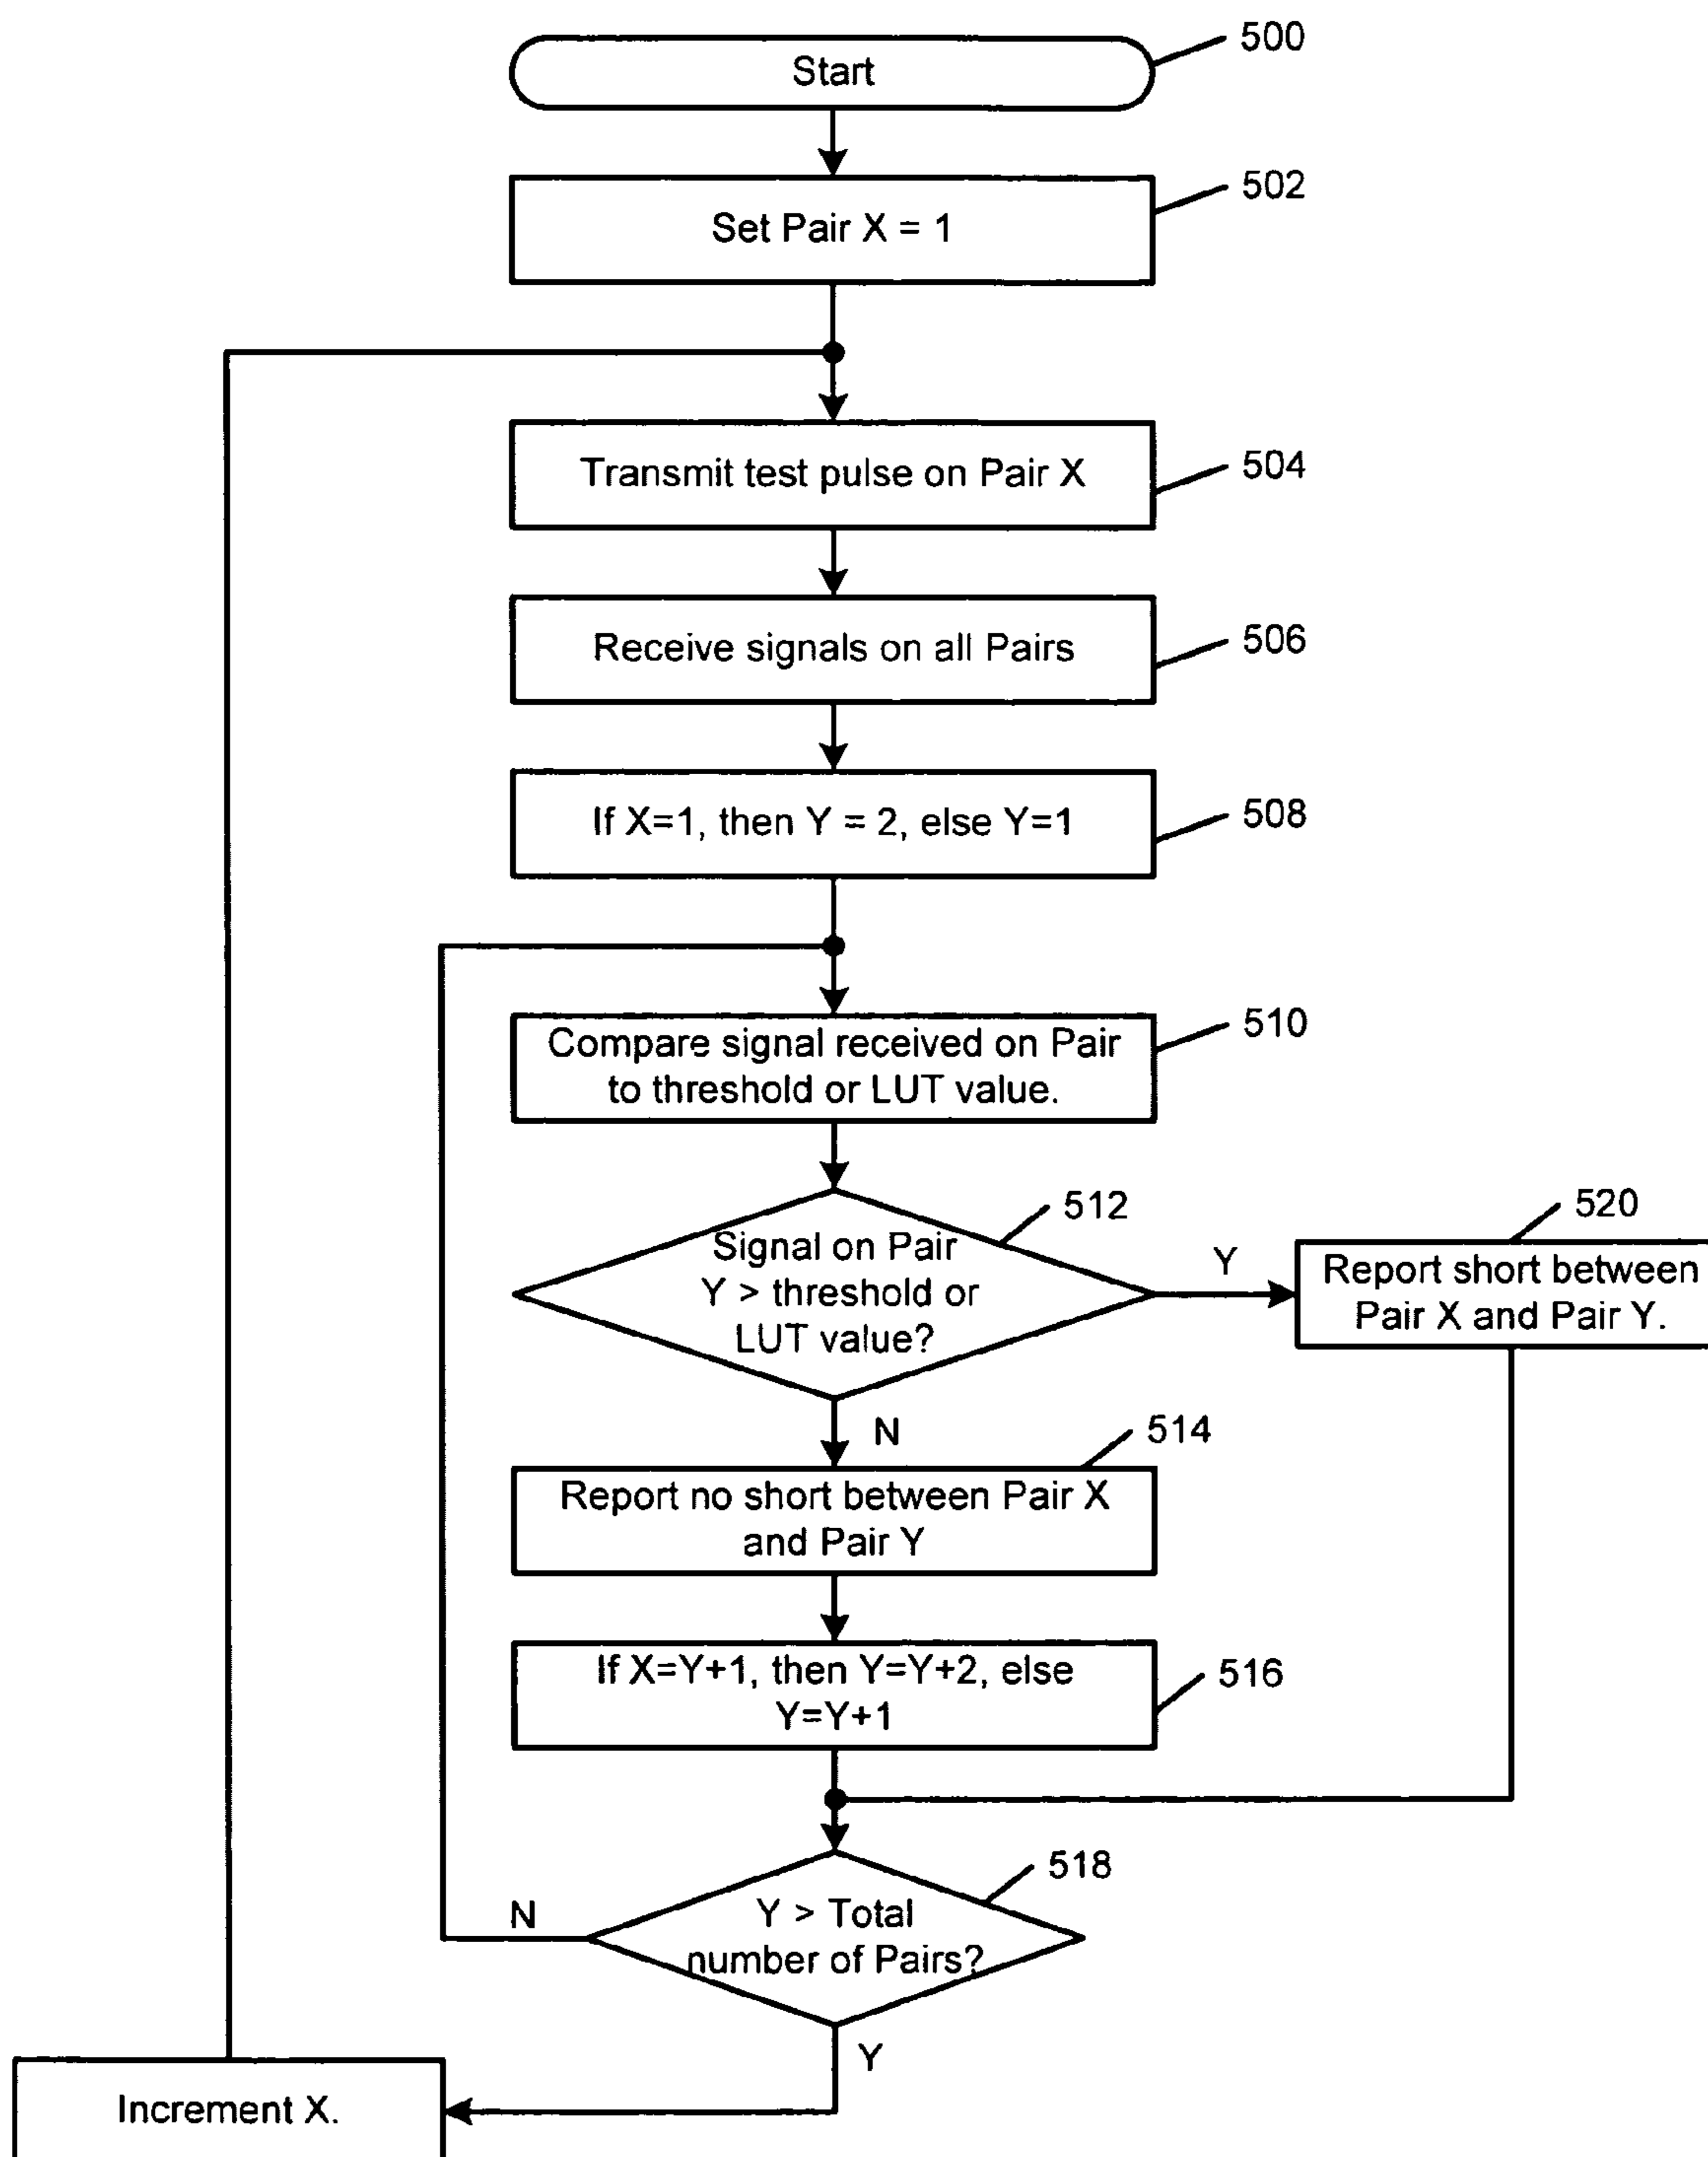 Start
500
Set Pair X = 1
502
Transmit test pulse on Pair X
504
Receive signals on all Pairs
506
If X=1, then Y = 2, else Y=1
508
Compare signal received on Pair
to threshold or LUT value.
510
Signal on Pair
Y > threshold or
LUT value?
512
Y
Report short between
Pair X and Pair Y.
520
N
Report no short between Pair X
and Pair Y
514
If X=Y+1, then Y=Y+2, else
Y=Y+1
516
Y > Total
number of Pairs?
518
N
Y
Increment X.